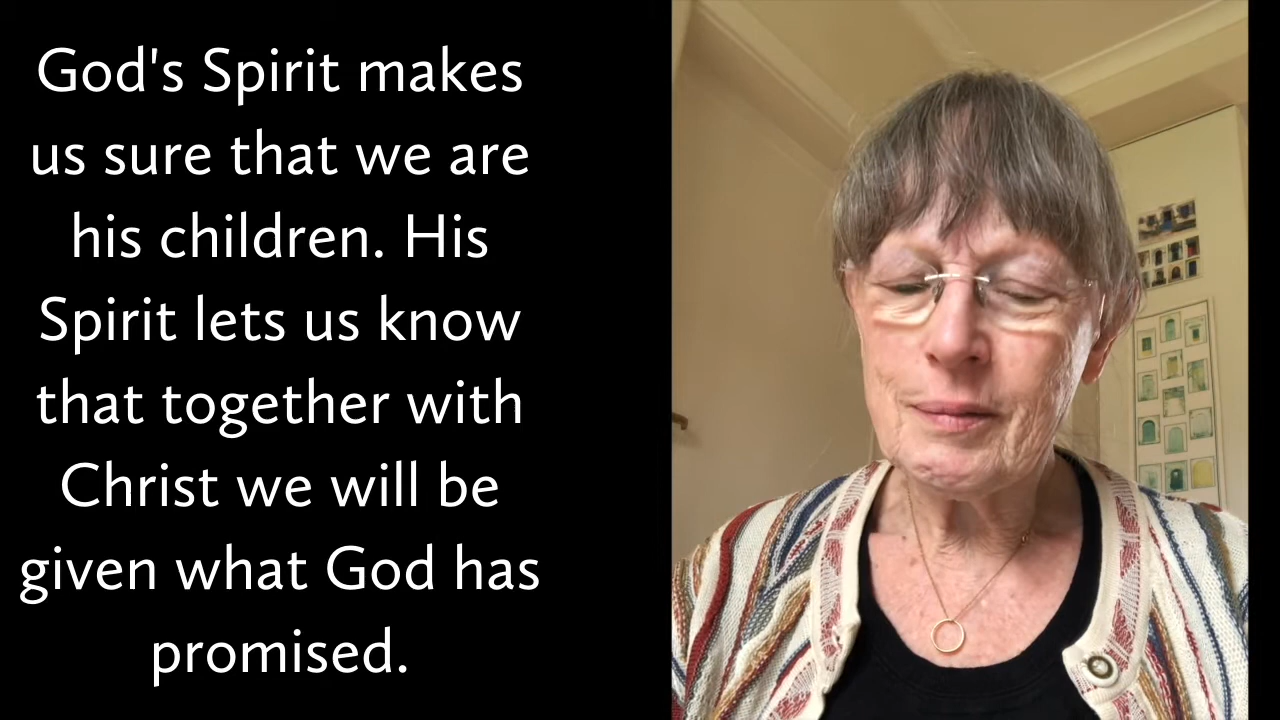 God's Spirit makes
us sure that we are
his children. His
Spirit lets us know
that together with
Christ we will be
given what God has
promised.